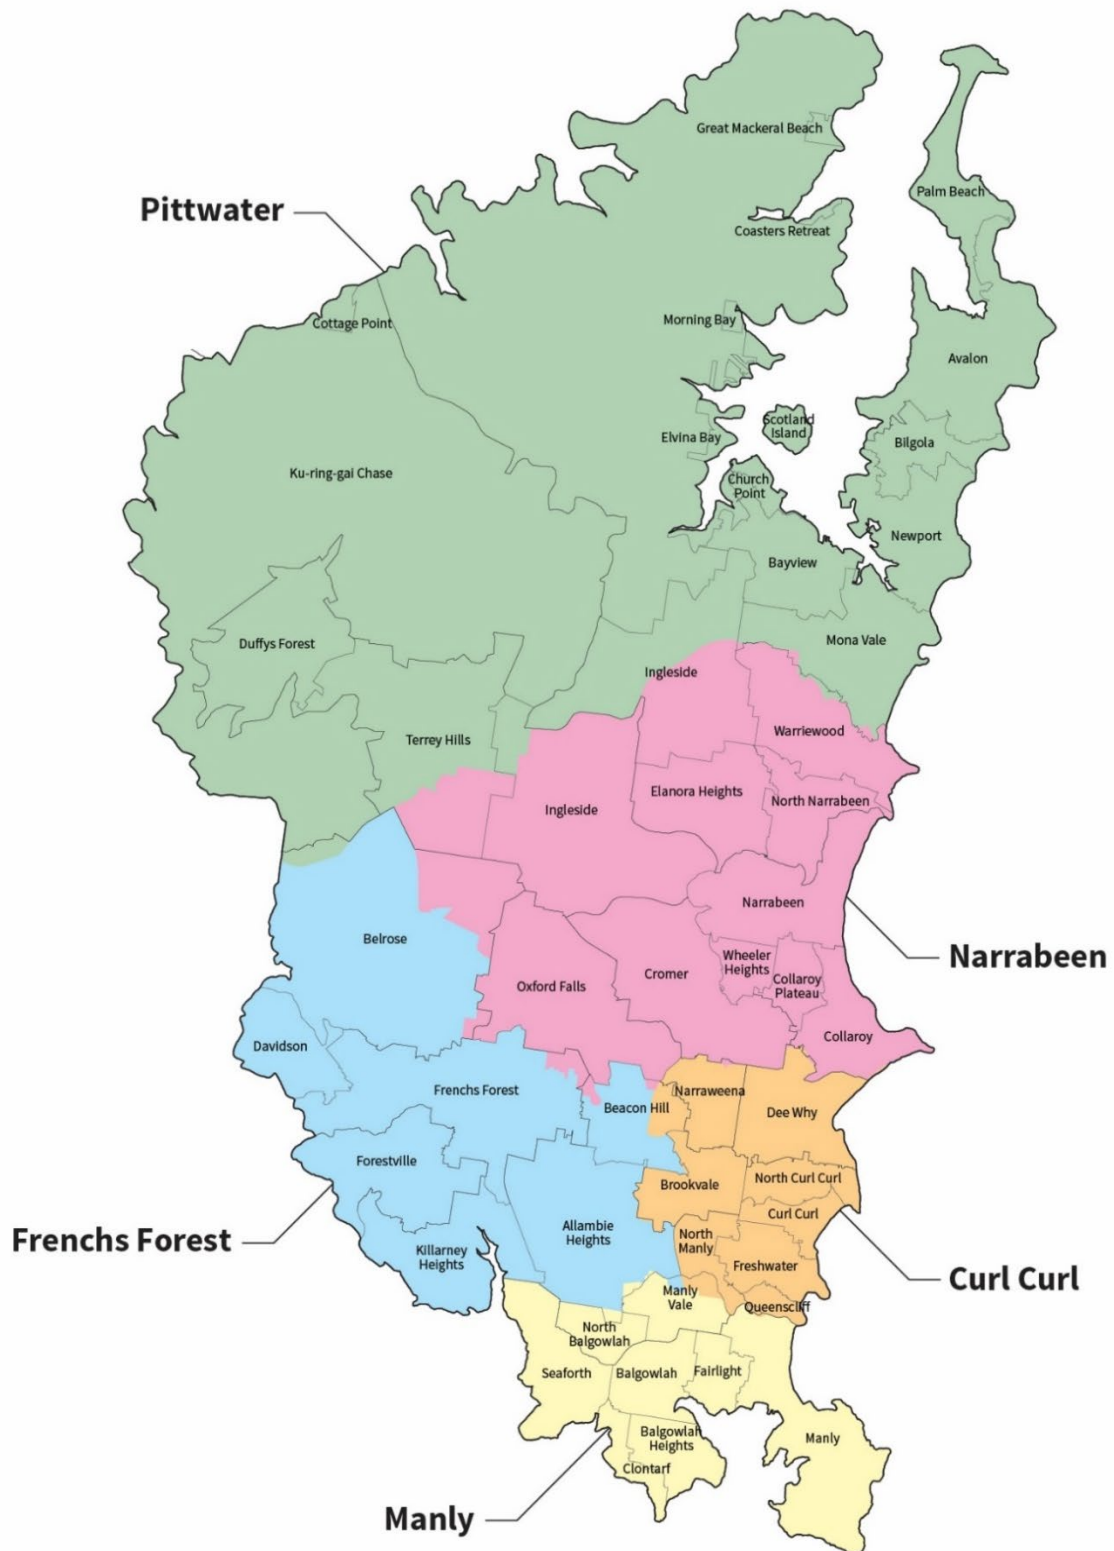 Great Mackeral Beach
Palm Beach
Pittwater
Coasters Retreat
Cottage Point
Morning Bay
Avalon
Scotland
Island
Elvina Bay
Bilgola
Ku-ring-gai Chase
Church
Point
Newport
Bayview
Duffys Forest
Mona Vale
Ingleside
Warriewood
Terrey Hills
Elanora Heights
North Narrabeen
Ingleside
Narrabeen
Belrose
Narrabeen
Wheeler
Heights
Cromer
Collaroy
Plateau
Oxford Falls
Collaroy
Davidson
Frenchs Forest
Narraweena
Beacon Hill
Dee Why
Forestville
North Curl Curl
Brookvale
Curl Curl
Allambie
Heights
North
Manly
Frenchs Forest
Killarney
Heights
Freshwater
Curl Curl
Manly
Vale
Queenscliff
North
Balgowlah
Seaforth
Balgowlah
Fairlight
Balgowlah
Heights
Manly
Clontarf
Manly